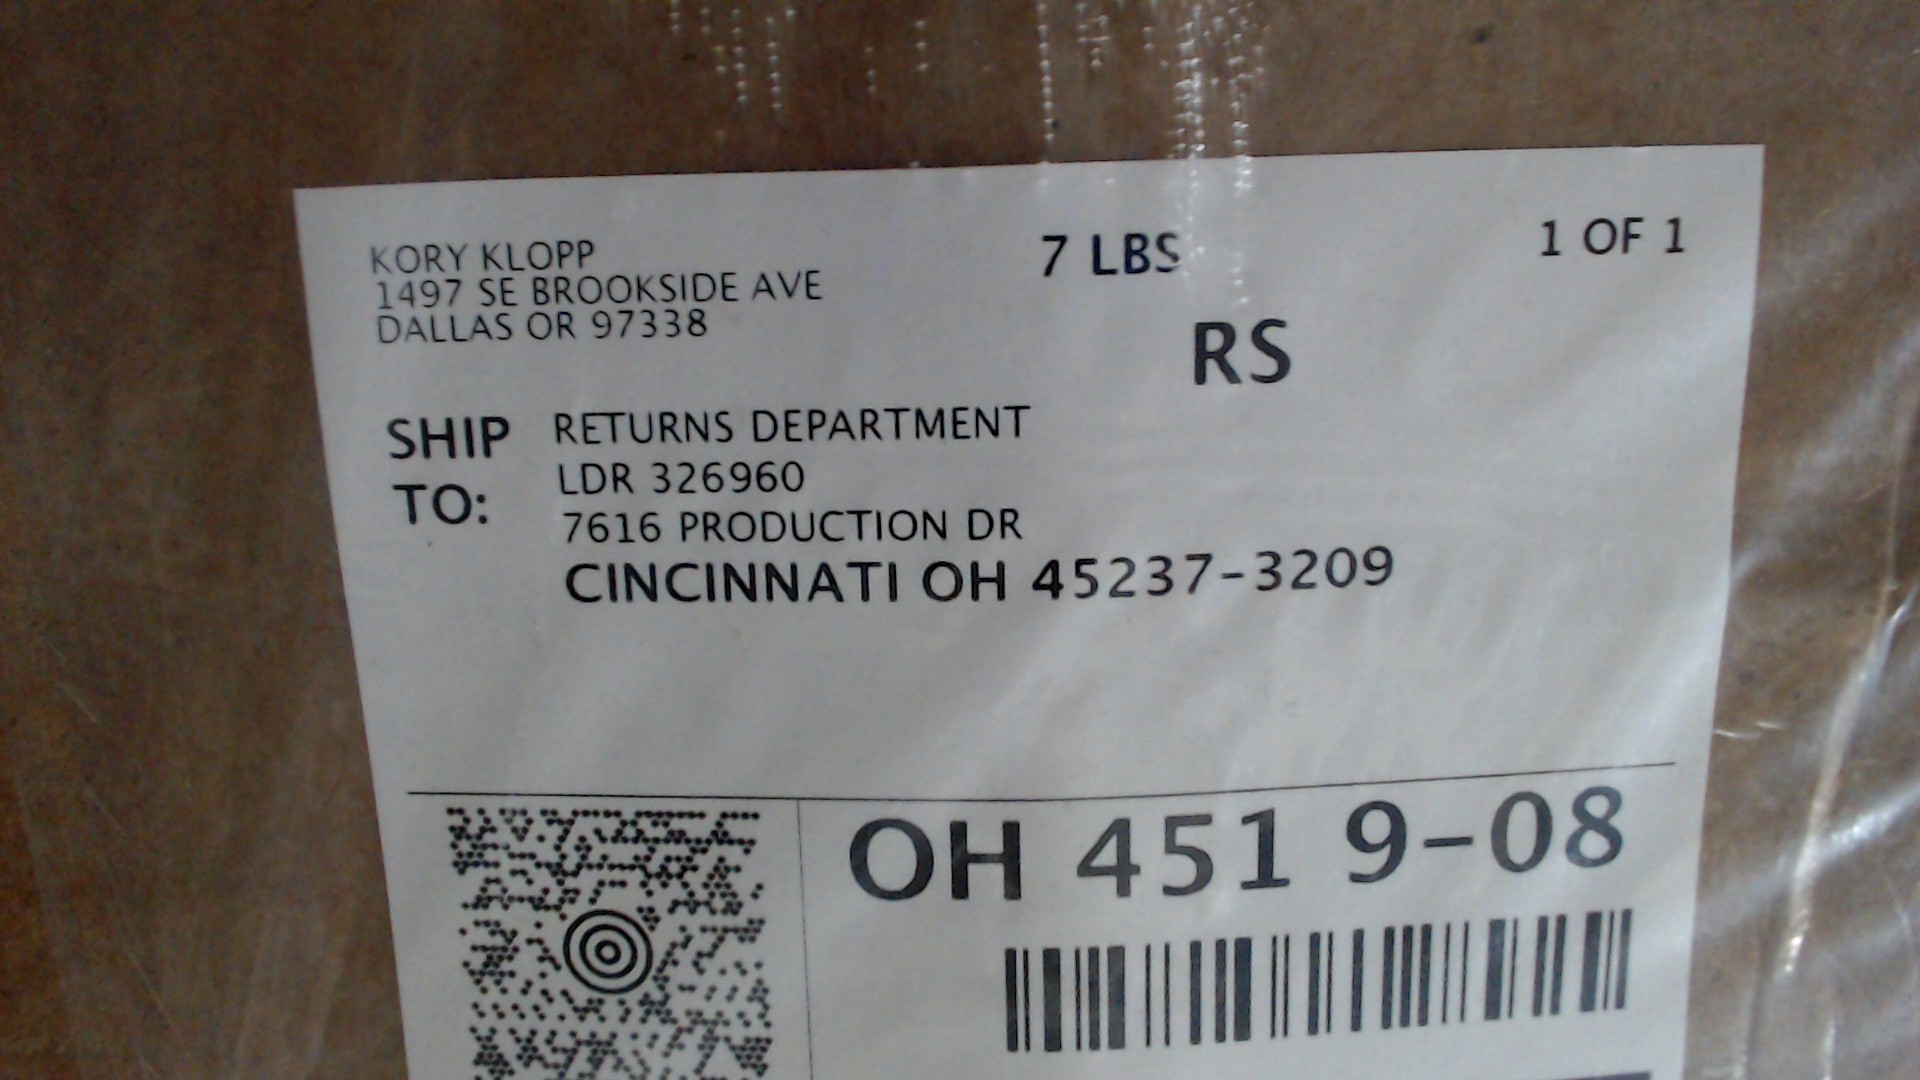 KORY KLOPP
1497 SE BROOKSIDE AVE
DALLAS OR 97338
7 LBS
1 OF 1
RS
SHIP TO:
RETURNS DEPARTMENT
LDR 326960
7616 PRODUCTION DR
CINCINNATI OH 45237-3209
OH 451 9-08